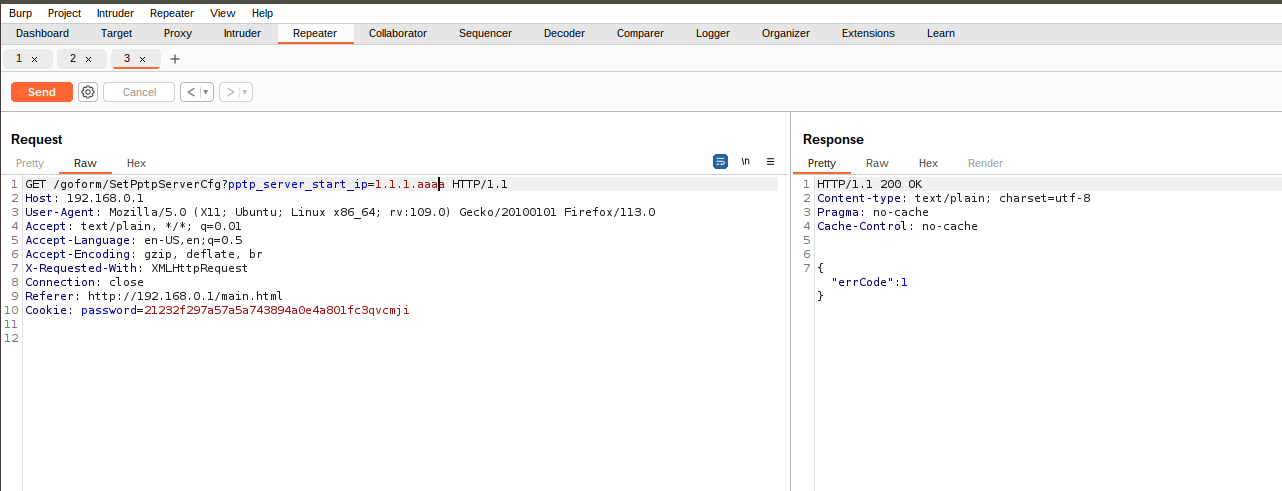 Burp Project Intruder Repeater View Help
Dashboard Target Proxy Intruder Repeater Collaborator Sequencer Decoder Comparer Logger Organizer Extensions Learn
1 × 2 × 3 × +
Send Cancel < ▾ > ▾
Request
Pretty Raw Hex \n ≡
1 GET /goform/SetPptpServerCfg?pptp_server_start_ip=1.1.1.aaaa HTTP/1.1
2 Host: 192.168.0.1
3 User-Agent: Mozilla/5.0 (X11; Ubuntu; Linux x86_64; rv:109.0) Gecko/20100101 Firefox/113.0
4 Accept: text/plain, */*; q=0.01
5 Accept-Language: en-US,en;q=0.5
6 Accept-Encoding: gzip, deflate, br
7 X-Requested-With: XMLHttpRequest
8 Connection: close
9 Referer: http://192.168.0.1/main.html
10 Cookie: password=21232f297a57a5a743894a0e4a801fc3qvcmji
11
12
Response
Pretty Raw Hex Render
1 HTTP/1.1 200 OK
2 Content-type: text/plain; charset=utf-8
3 Pragma: no-cache
4 Cache-Control: no-cache
5
6
7 {
"errCode":1
}